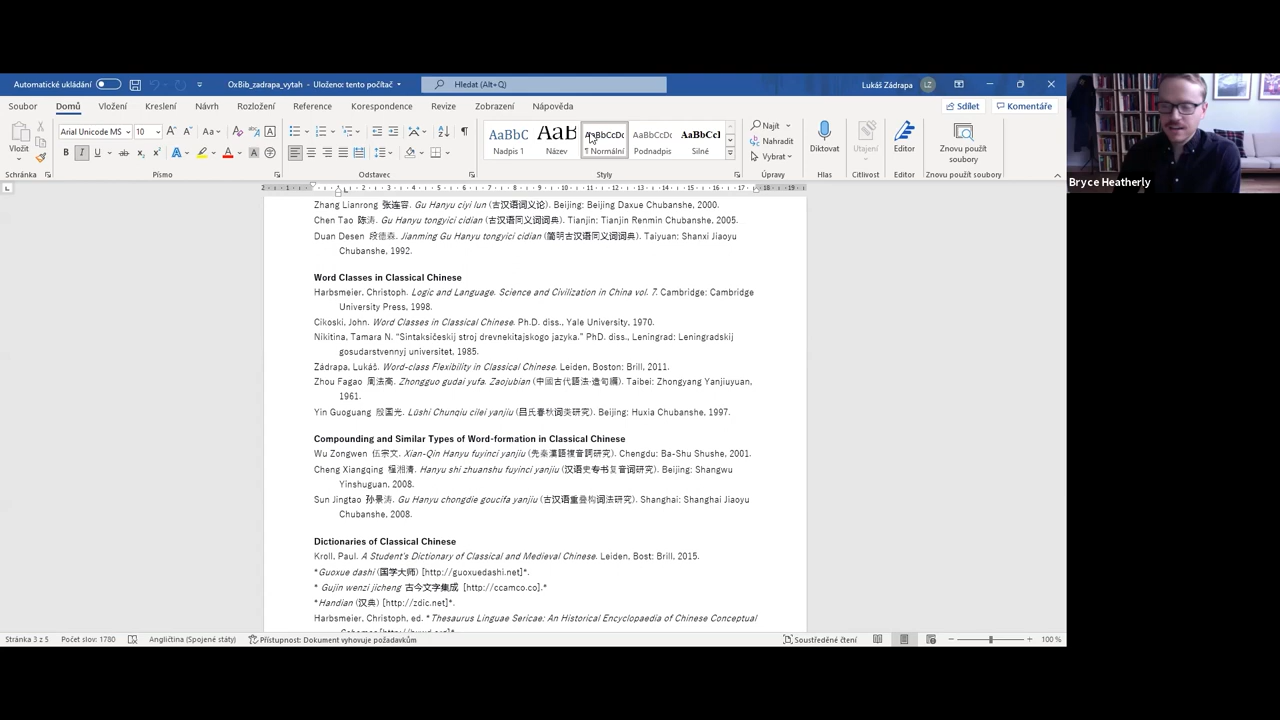 Automatické ukládání
OxBib_zadrapa_vytah - Uloženo: tento počítač
Hledat (Alt+Q)
Lukáš Zádrapa
LZ
Soubor Domů Vložení Kreslení Návrh Rozložení Reference Korespondence Revize Zobrazení Nápověda
Sdílet
Komentáře
Vložit
Arial Unicode MS
10
AaBbC AaB AaBbCcDc AaBbCcDc AaBbCcI
Nadpis 1 Název ¶ Normální Podnadpis Silné
Najít
Nahradit
Vybrat
Diktovat
Utajení
Editor
Znovu použít
soubory
Schránka Písmo Odstavec Styly Hlas Citlivost Editor Znovu použít soubory
Bryce Heatherly
Zhang Lianrong 张连容. Gu Hanyu ciyi lun (古汉语词义论). Beijing: Beijing Daxue Chubanshe, 2000.
Chen Tao 陈涛. Gu Hanyu tongyici cidian (古汉语同义词词典). Tianjin: Tianjin Renmin Chubanshe, 2005.
Duan Desen 段德森. Jianming Gu Hanyu tongyici cidian (简明古汉语同义词词典). Taiyuan: Shanxi Jiaoyu
Chubanshe, 1992.
Word Classes in Classical Chinese
Harbsmeier, Christoph. Logic and Language. Science and Civilization in China vol. 7. Cambridge: Cambridge
University Press, 1998.
Cikoski, John. Word Classes in Classical Chinese. Ph.D. diss., Yale University, 1970.
Nikitina, Tamara N. "Sintaksičeskij stroj drevnekitajskogo jazyka." PhD. diss., Leningrad: Leningradskij
gosudarstvennyj universitet, 1985.
Zádrapa, Lukáš. Word-class Flexibility in Classical Chinese. Leiden, Boston: Brill, 2011.
Zhou Fagao 周法高. Zhongguo gudai yufa. Zaojubian (中國古代語法·造句編). Taibei: Zhongyang Yanjiuyuan,
1961.
Yin Guoguang 殷国光. Lüshi Chunqiu cilei yanjiu (吕氏春秋词类研究). Beijing: Huxia Chubanshe, 1997.
Compounding and Similar Types of Word-formation in Classical Chinese
Wu Zongwen 伍宗文. Xian-Qin Hanyu fuyinci yanjiu (先秦漢語複音詞研究). Chengdu: Ba-Shu Shushe, 2001.
Cheng Xiangqing 程湘清. Hanyu shi zhuanshu fuyinci yanjiu (汉语史专书复音词研究). Beijing: Shangwu
Yinshuguan, 2008.
Sun Jingtao 孙景涛. Gu Hanyu chongdie goucifa yanjiu (古汉语重叠构词法研究). Shanghai: Shanghai Jiaoyu
Chubanshe, 2008.
Dictionaries of Classical Chinese
Kroll, Paul. A Student's Dictionary of Classical and Medieval Chinese. Leiden, Bost: Brill, 2015.
*Guoxue dashi (国学大师) [http://guoxuedashi.net]*.
* Gujin wenzi jicheng 古今文字集成 [http://ccamco.co].*
*Handian (汉典) [http://zdic.net]*.
Harbsmeier, Christoph, ed. *Thesaurus Linguae Sericae: An Historical Encyclopaedia of Chinese Conceptual
Stránka 3 z 5
Počet slov: 1780
Angličtina (Spojené státy)
Přístupnost: Dokument vyhovuje požadavkům
Soustředěné čtení
100 %